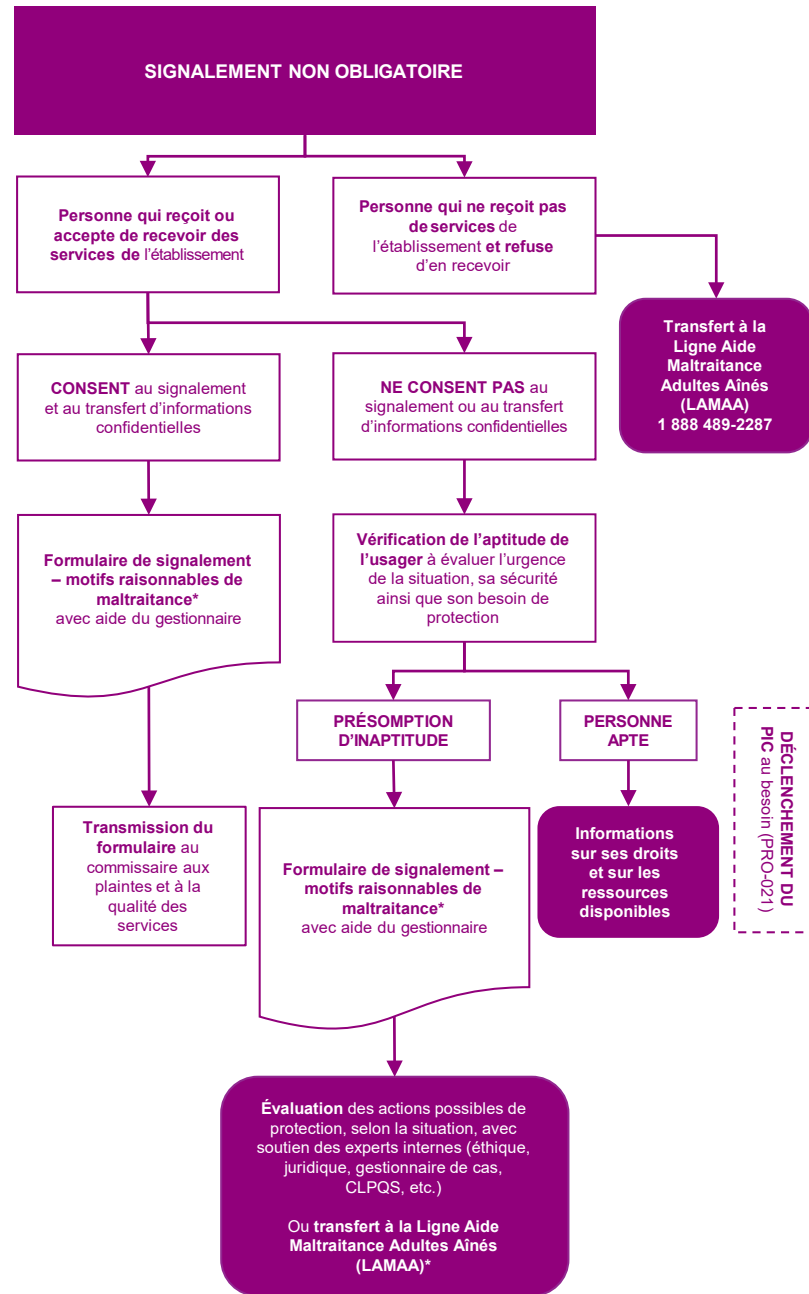 SIGNALEMENT NON OBLIGATOIRE
Personne qui reçoit ou
accepte de recevoir des
services de l'établissement
Personne qui ne reçoit pas
de services de
l'établissement et refuse
d'en recevoir
Transfert à la
Ligne Aide
Maltraitance
Adultes Aînés
(LAMAA)
1 888 489-2287
CONSENT au signalement
et au transfert d'informations
confidentielles
NE CONSENT PAS au
signalement ou au transfert
d'informations confidentielles
Formulaire de signalement
– motifs raisonnables de
maltraitance*
avec aide du gestionnaire
Vérification de l'aptitude de
l'usager à évaluer l'urgence
de la situation, sa sécurité
ainsi que son besoin de
protection
PRÉSOMPTION
D'INAPTITUDE
PERSONNE
APTE
DÉCLENCHEMENT DU
PIC au besoin (PRO-021)
Transmission du
formulaire au
commissaire aux
plaintes et à la
qualité des
services
Formulaire de signalement –
motifs raisonnables de
maltraitance*
avec aide du gestionnaire
Informations
sur ses droits
et sur les
ressources
disponibles
Évaluation des actions possibles de
protection, selon la situation, avec
soutien des experts internes (éthique,
juridique, gestionnaire de cas,
CLPQS, etc.)
Ou transfert à la Ligne Aide
Maltraitance Adultes Aînés
(LAMAA)*